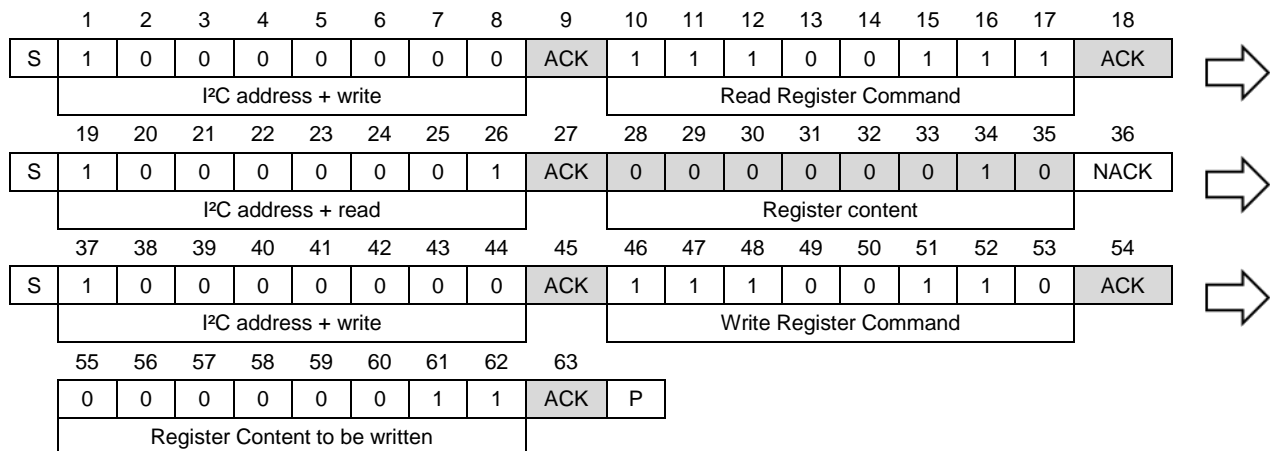 1 2 3 4 5 6 7 8 9 10 11 12 13 14 15 16 17 18
S 1 0 0 0 0 0 0 0 ACK 1 1 1 0 0 1 1 1 ACK
I²C address + write Read Register Command
19 20 21 22 23 24 25 26 27 28 29 30 31 32 33 34 35 36
S 1 0 0 0 0 0 0 1 ACK 0 0 0 0 0 0 1 0 NACK
I²C address + read Register content
37 38 39 40 41 42 43 44 45 46 47 48 49 50 51 52 53 54
S 1 0 0 0 0 0 0 0 ACK 1 1 1 0 0 1 1 0 ACK
I²C address + write Write Register Command
55 56 57 58 59 60 61 62 63
0 0 0 0 0 0 1 1 ACK P
Register Content to be written